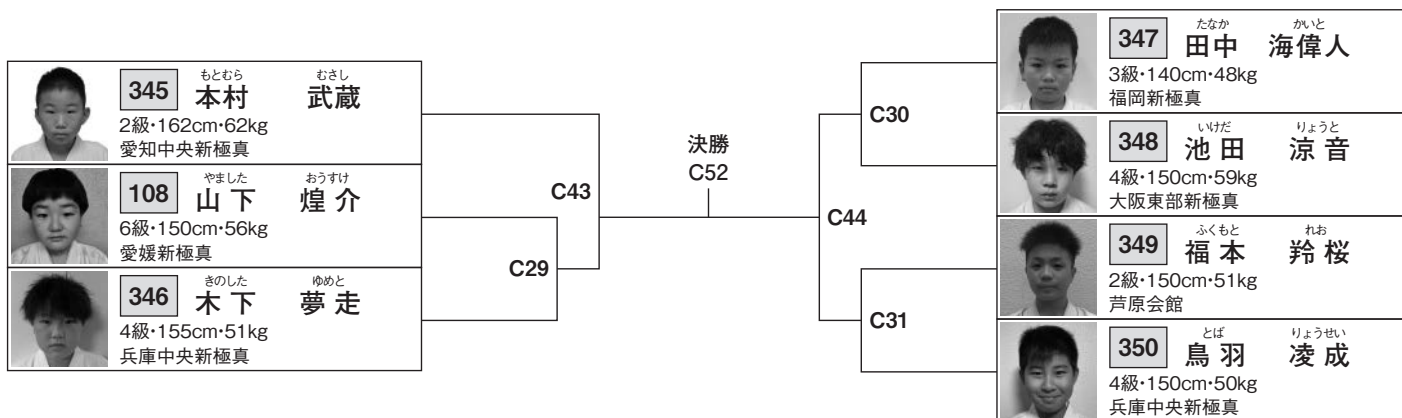 もとむら むさし
345 本村 武蔵
2級・162cm・62kg
愛知中央新極真
やました おうすけ
108 山下 煌介
6級・150cm・56kg
愛媛新極真
きのした ゆめと
346 木下 夢走
4級・155cm・51kg
兵庫中央新極真
C29
C43
決勝
C52
C44
C30
C31
たなか かいと
347 田中 海偉人
3級・140cm・48kg
福岡新極真
いけだ りょうと
348 池田 涼音
4級・150cm・59kg
大阪東部新極真
ふくもと れお
349 福本 羚桜
2級・150cm・51kg
芦原会館
とば りょうせい
350 鳥羽 凌成
4級・150cm・50kg
兵庫中央新極真